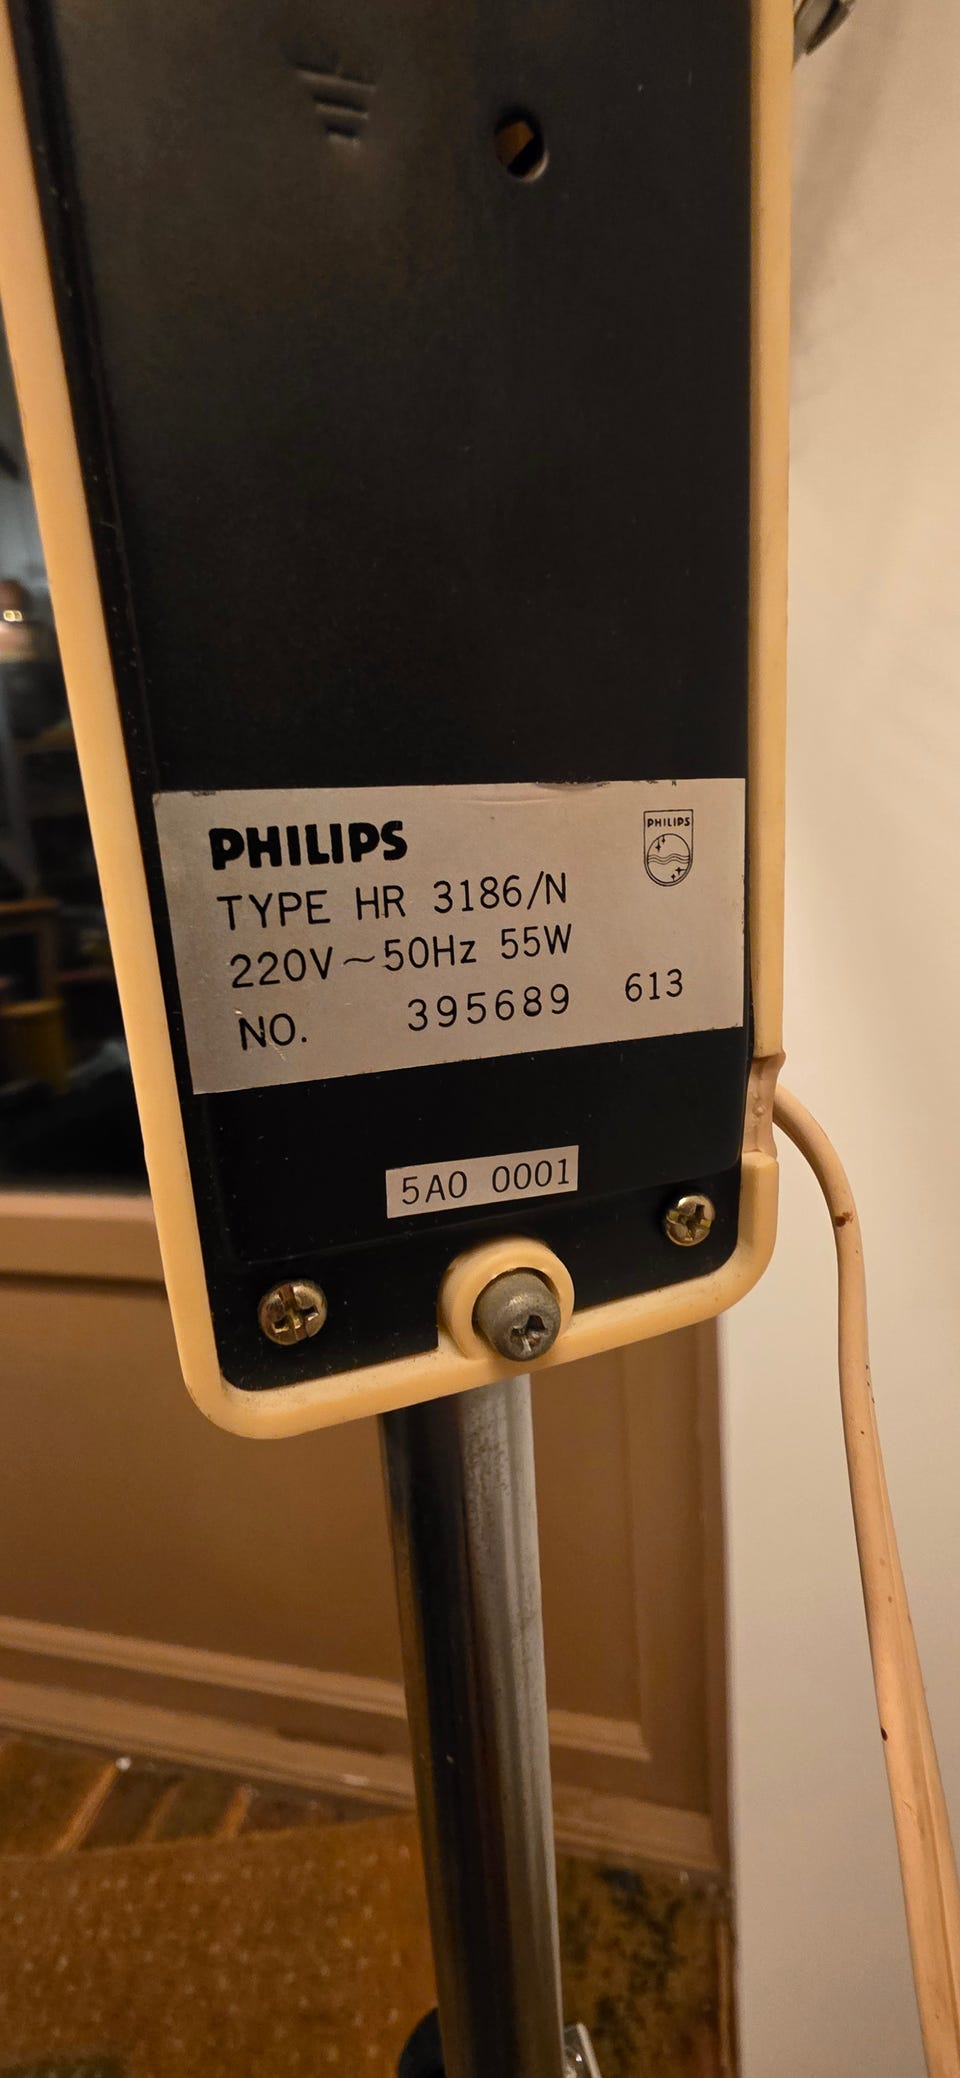 PHILIPS
PHILIPS
TYPE HR 3186/N
220V~50Hz 55W
NO. 395689 613
5A0 0001